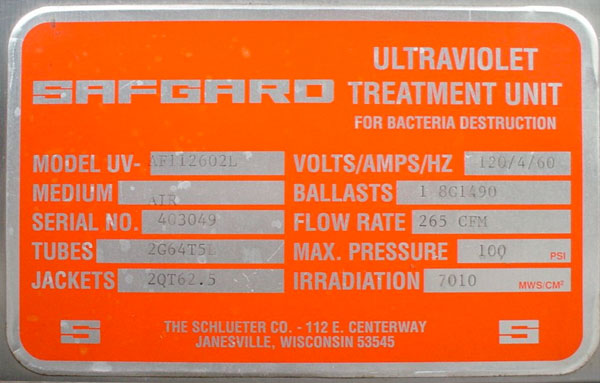 SAFGARD
ULTRAVIOLET
TREATMENT UNIT
FOR BACTERIA DESTRUCTION
MODEL UV- AF112602L
VOLTS/AMPS/HZ 120/4/60
MEDIUM AIR
BALLASTS 1 8G1490
SERIAL NO. 403049
FLOW RATE 265 CFM
TUBES 2G64T5L
MAX. PRESSURE 100 PSI
JACKETS 2QT62.5
IRRADIATION 7010 MWS/CM²
S THE SCHLUETER CO. - 112 E. CENTERWAY S
JANESVILLE, WISCONSIN 53545